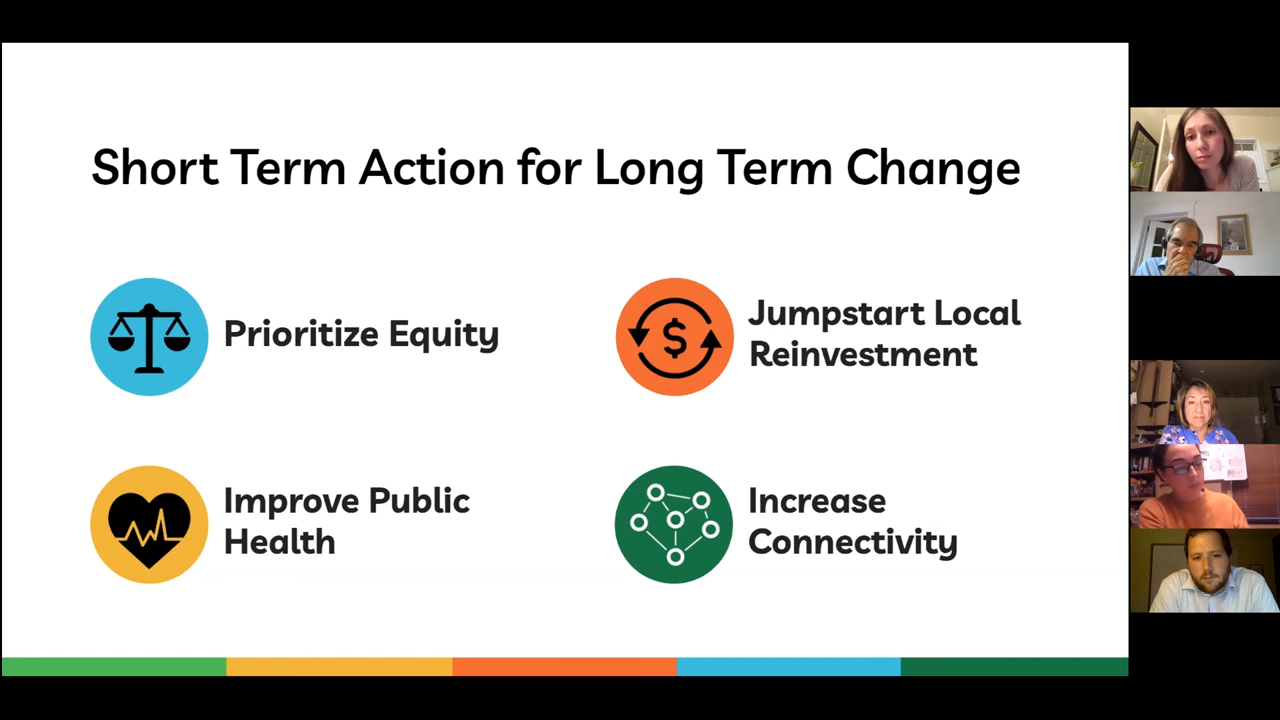 Short Term Action for Long Term Change
Prioritize Equity
Jumpstart Local
Reinvestment
$
Improve Public
Health
Increase
Connectivity